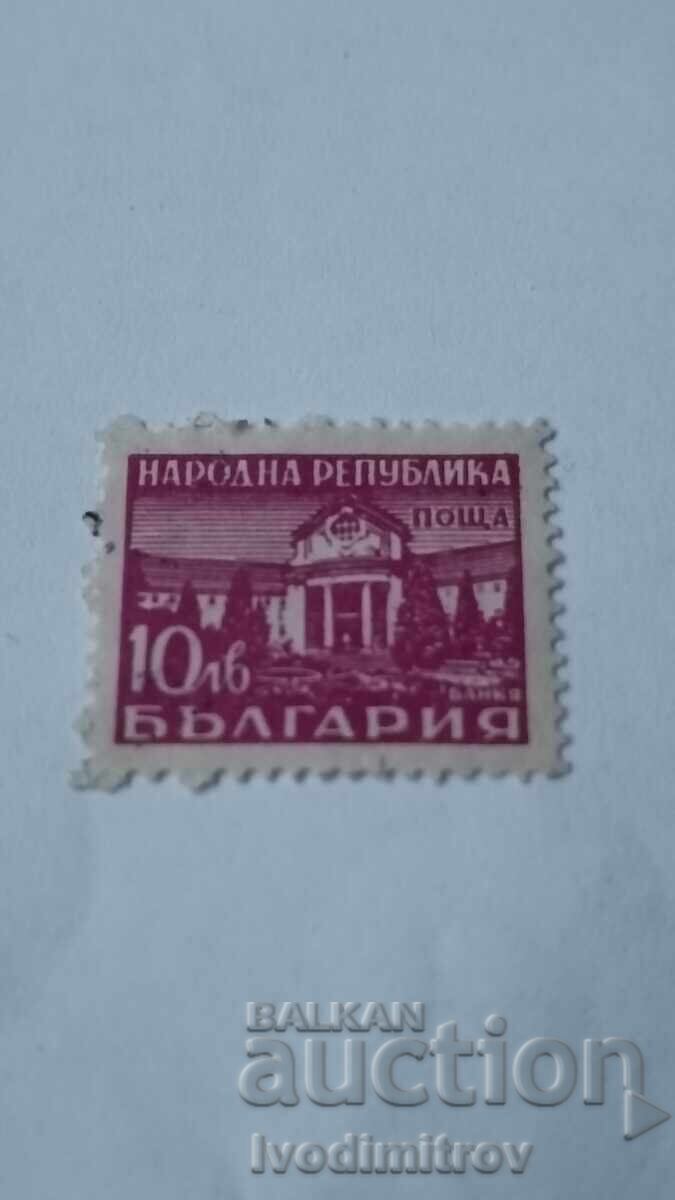 НАРОДНА РЕПУБЛИКА
ПОЩА
10лв
БАНКЯ
БЪЛГАРИЯ
BALKAN
auction
Ivodimitrov